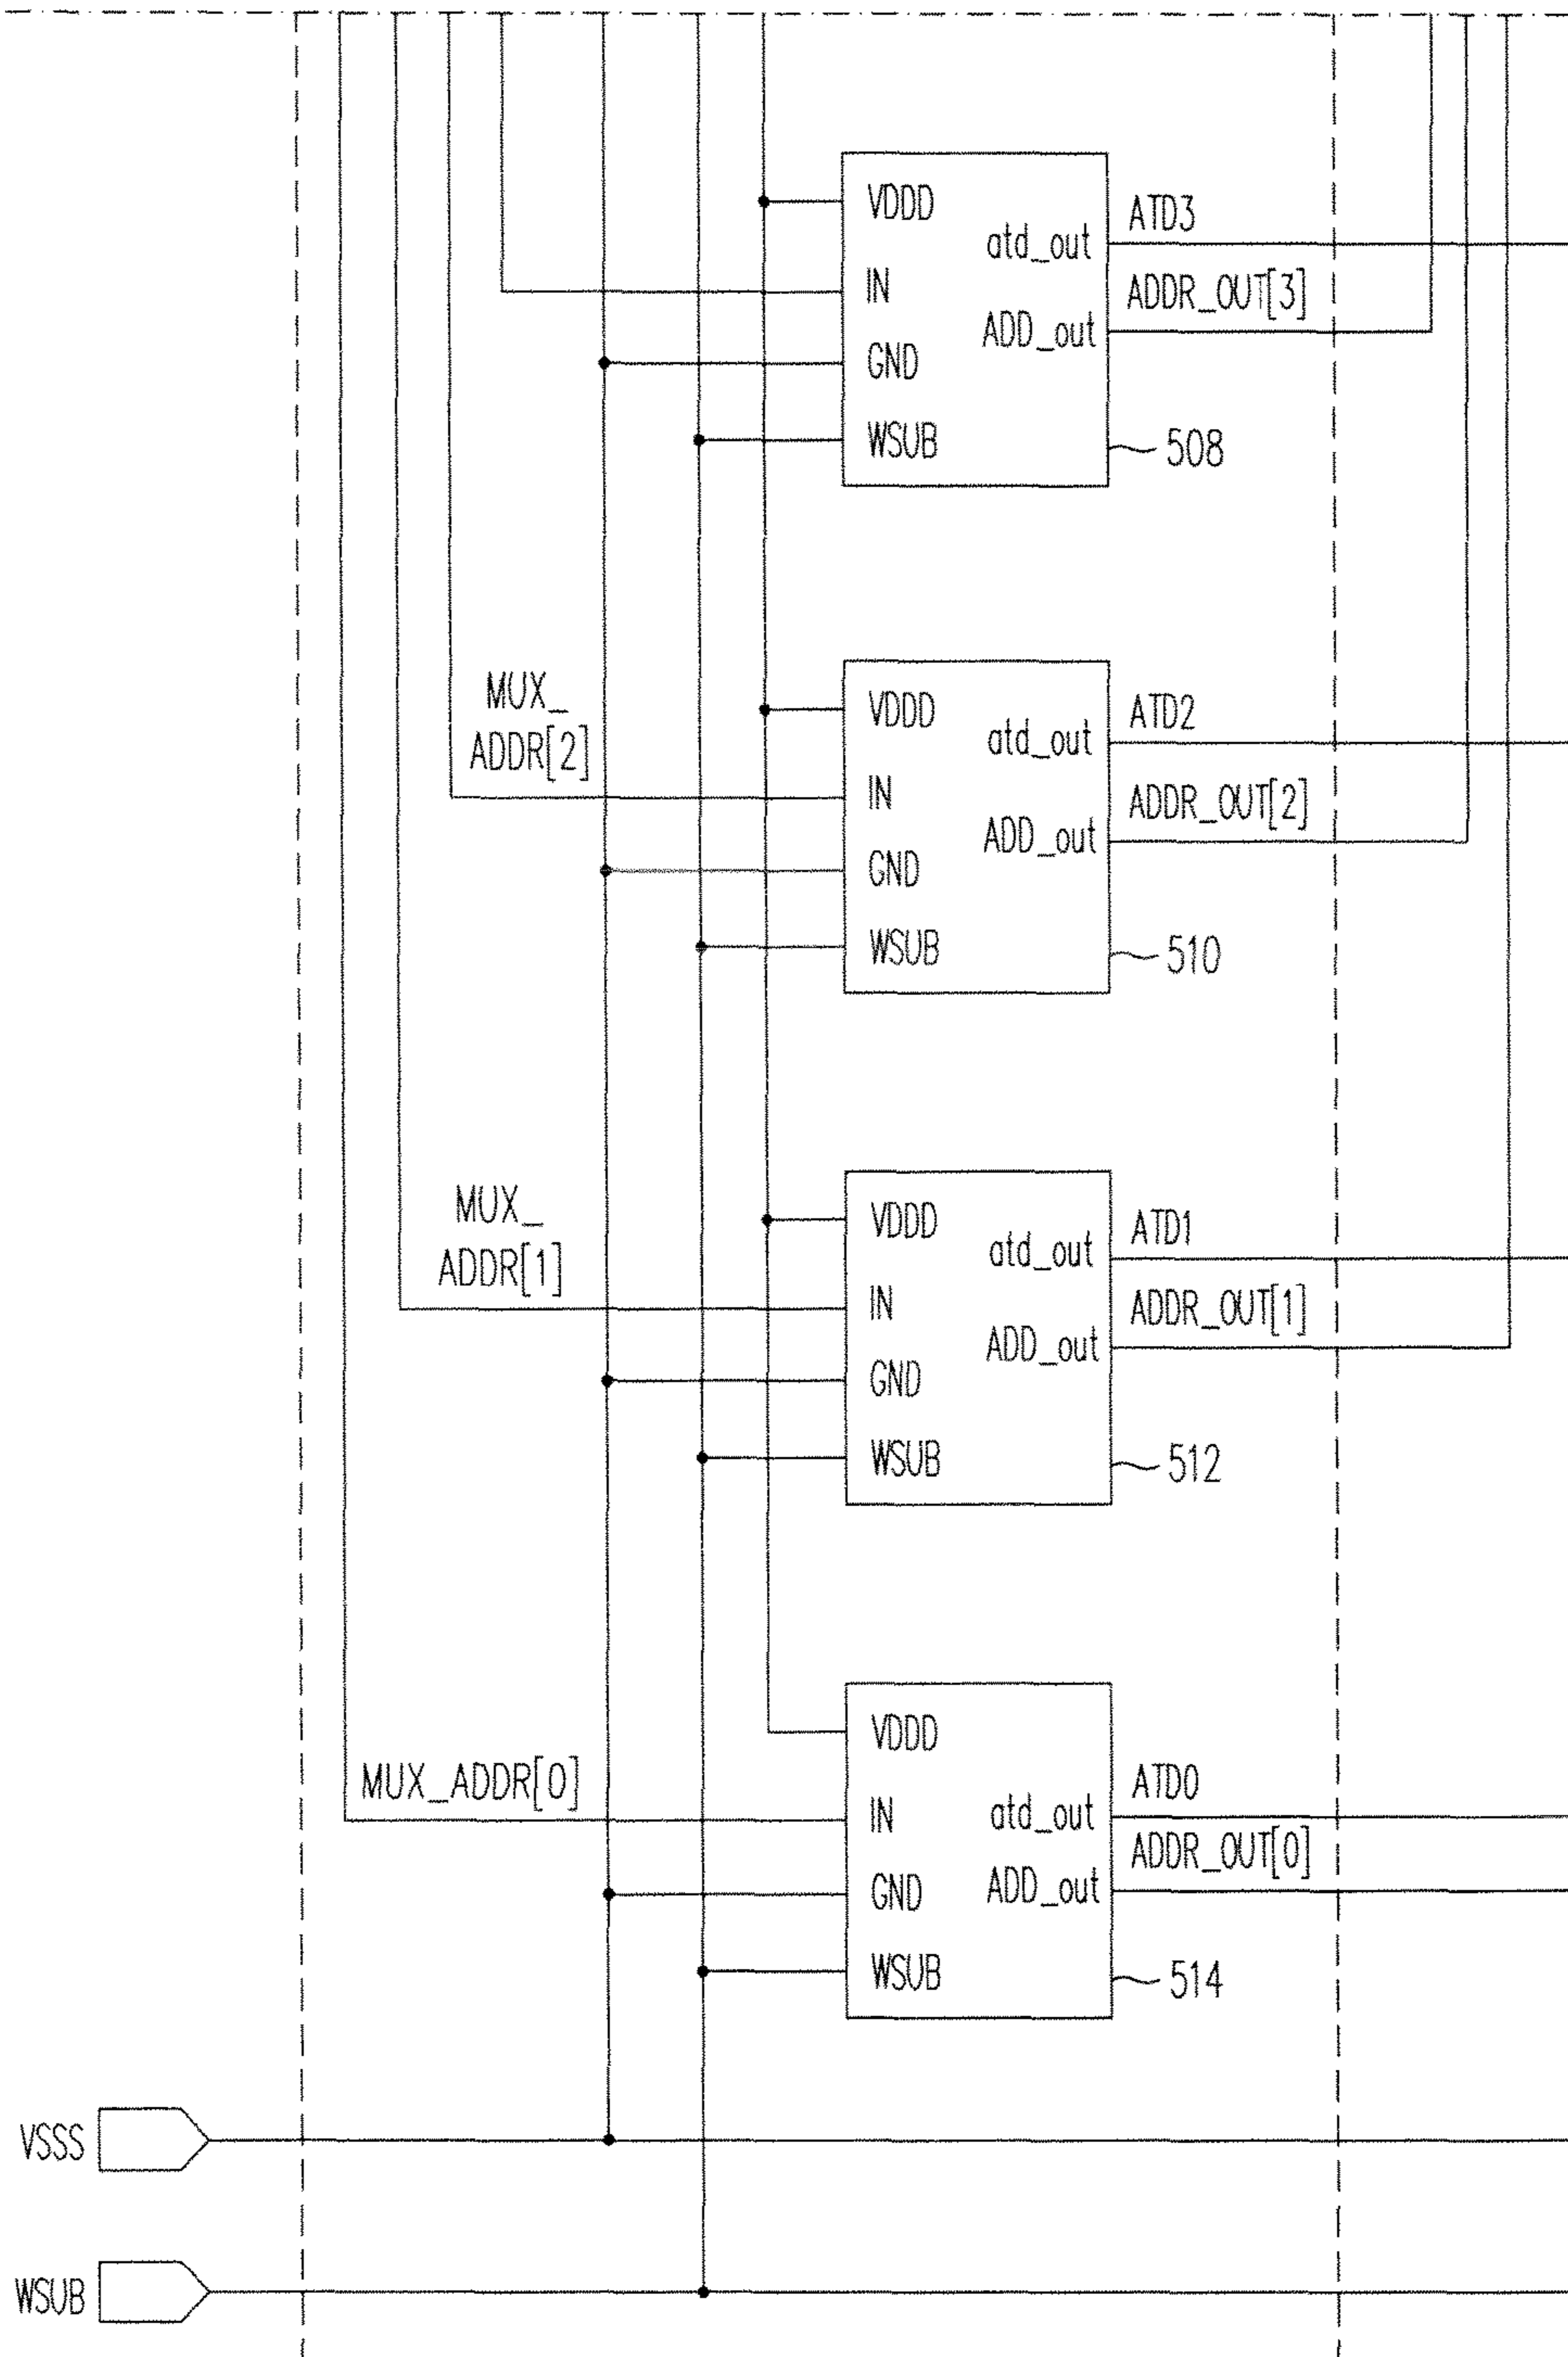 VDDD
atd_out
ATD3
IN
ADDR_OUT[3]
ADD_out
GND
WSUB
508
MUX_
ADDR[2]
VDDD
atd_out
ATD2
IN
ADDR_OUT[2]
ADD_out
GND
WSUB
510
MUX_
ADDR[1]
VDDD
atd_out
ATD1
IN
ADDR_OUT[1]
ADD_out
GND
WSUB
512
VDDD
MUX_ADDR[0]
IN
atd_out
ATD0
ADDR_OUT[0]
GND
ADD_out
WSUB
514
VSSS
WSUB